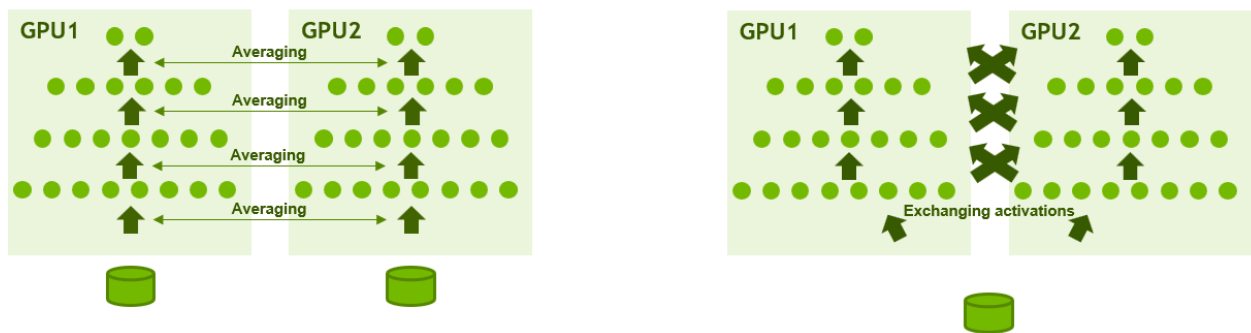 GPU1
GPU2
Averaging
Averaging
Averaging
Averaging
GPU1
GPU2
Exchanging activations